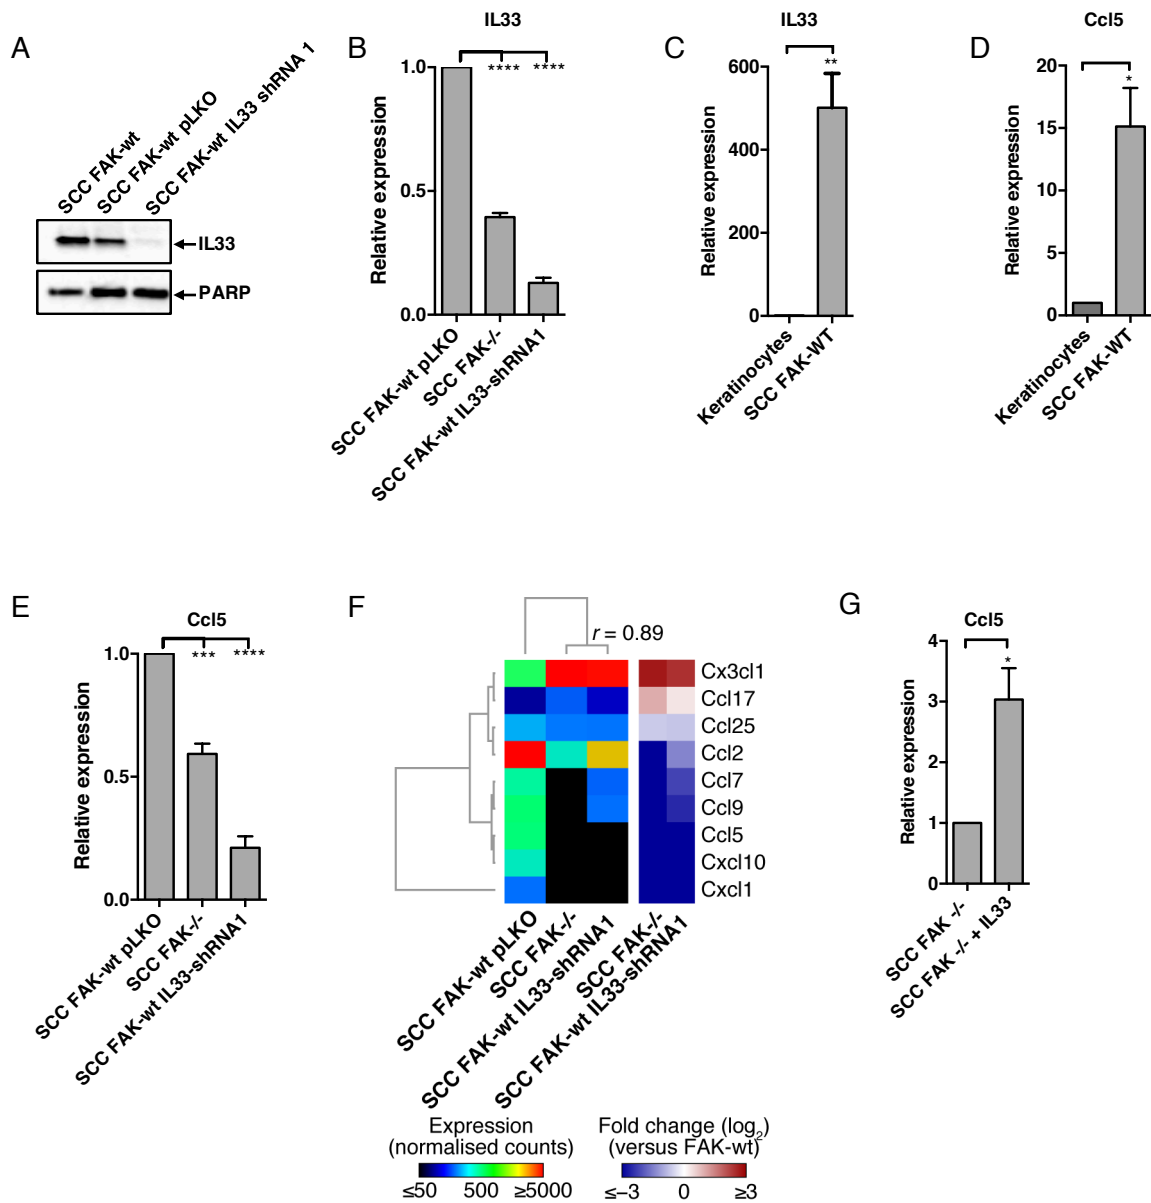 A
SCC FAK-wt
SCC FAK-wt pLKO
SCC FAK-wt IL33 shRNA 1
IL33
PARP
B
IL33
**** ****
Relative expression
1.0
0.5
0.0
SCC FAK-wt pLKO
SCC FAK-/-
SCC FAK-wt IL33-shRNA1
C
IL33
**
Relative expression
600
400
200
0
Keratinocytes
SCC FAK-WT
D
Ccl5
*
Relative expression
20
15
10
5
0
Keratinocytes
SCC FAK-WT
E
Ccl5
*** ****
Relative expression
1.0
0.5
0.0
SCC FAK-wt pLKO
SCC FAK-/-
SCC FAK-wt IL33-shRNA1
F
r = 0.89
Cx3cl1
Ccl17
Ccl25
Ccl2
Ccl7
Ccl9
Ccl5
Cxcl10
Cxcl1
SCC FAK-wt pLKO
SCC FAK-/-
SCC FAK-wt IL33-shRNA1
SCC FAK-/-
SCC FAK-wt IL33-shRNA1
Expression
(normalised counts)
≤50 500 ≥5000
Fold change (log2)
(versus FAK-wt)
≤−3 0 ≥3
G
Ccl5
*
Relative expression
4
3
2
1
0
SCC FAK -/-
SCC FAK -/- + IL33